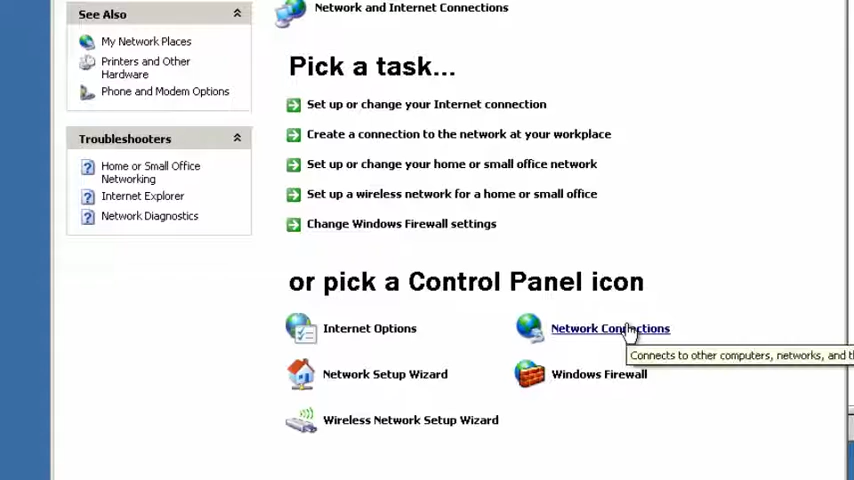 Network and Internet Connections
See Also
My Network Places
Printers and Other
Hardware
Phone and Modem Options
Troubleshooters
Home or Small Office
Networking
Internet Explorer
Network Diagnostics
Pick a task...
Set up or change your Internet connection
Create a connection to the network at your workplace
Set up or change your home or small office network
Set up a wireless network for a home or small office
Change Windows Firewall settings
or pick a Control Panel icon
Internet Options
Network Connections
Connects to other computers, networks, and
Network Setup Wizard
Windows Firewall
Wireless Network Setup Wizard